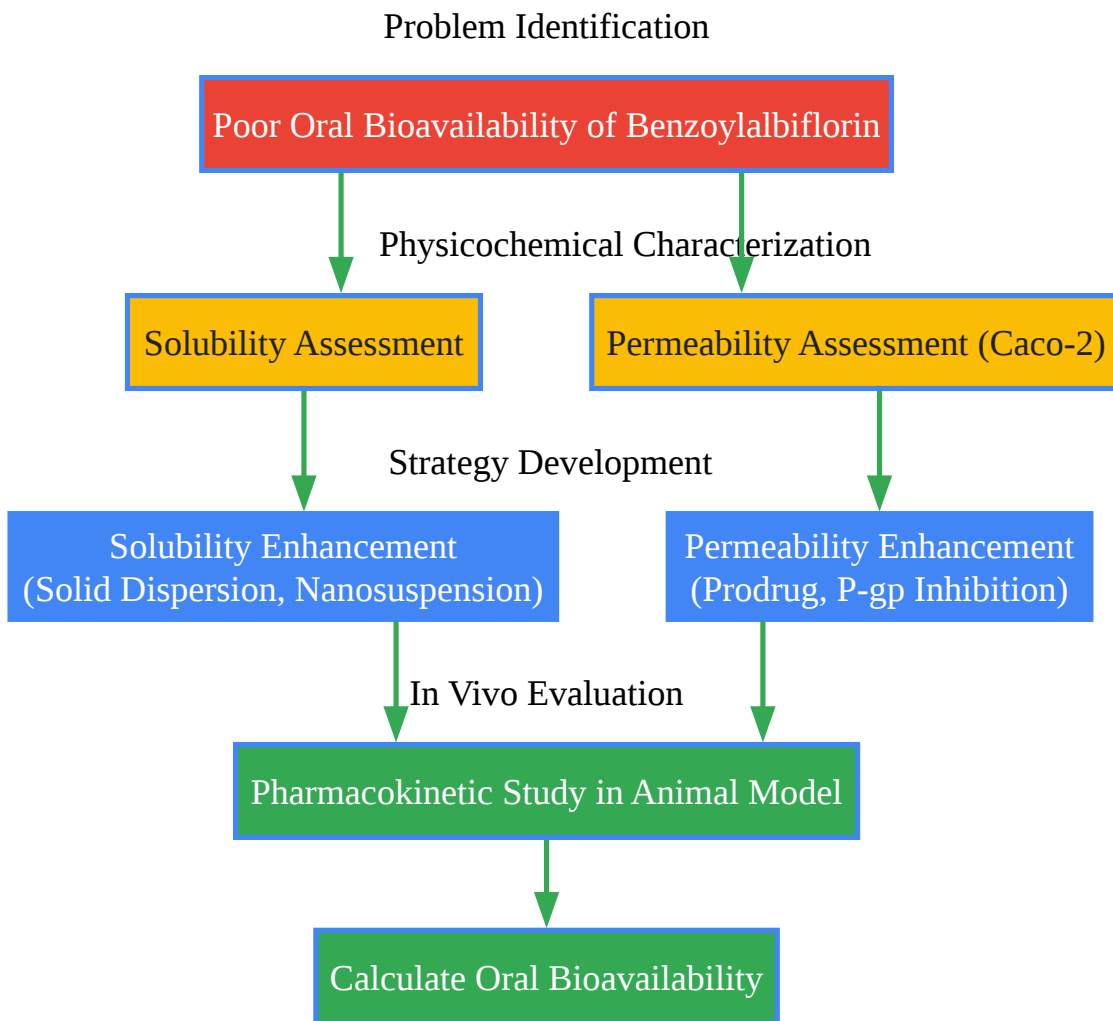 Problem Identification
Poor Oral Bioavailability of Benzoylalbiflorin
Physicochemical Characterization
Solubility Assessment
Permeability Assessment (Caco-2)
Strategy Development
Solubility Enhancement
(Solid Dispersion, Nanosuspension)
Permeability Enhancement
(Prodrug, P-gp Inhibition)
In Vivo Evaluation
Pharmacokinetic Study in Animal Model
Calculate Oral Bioavailability